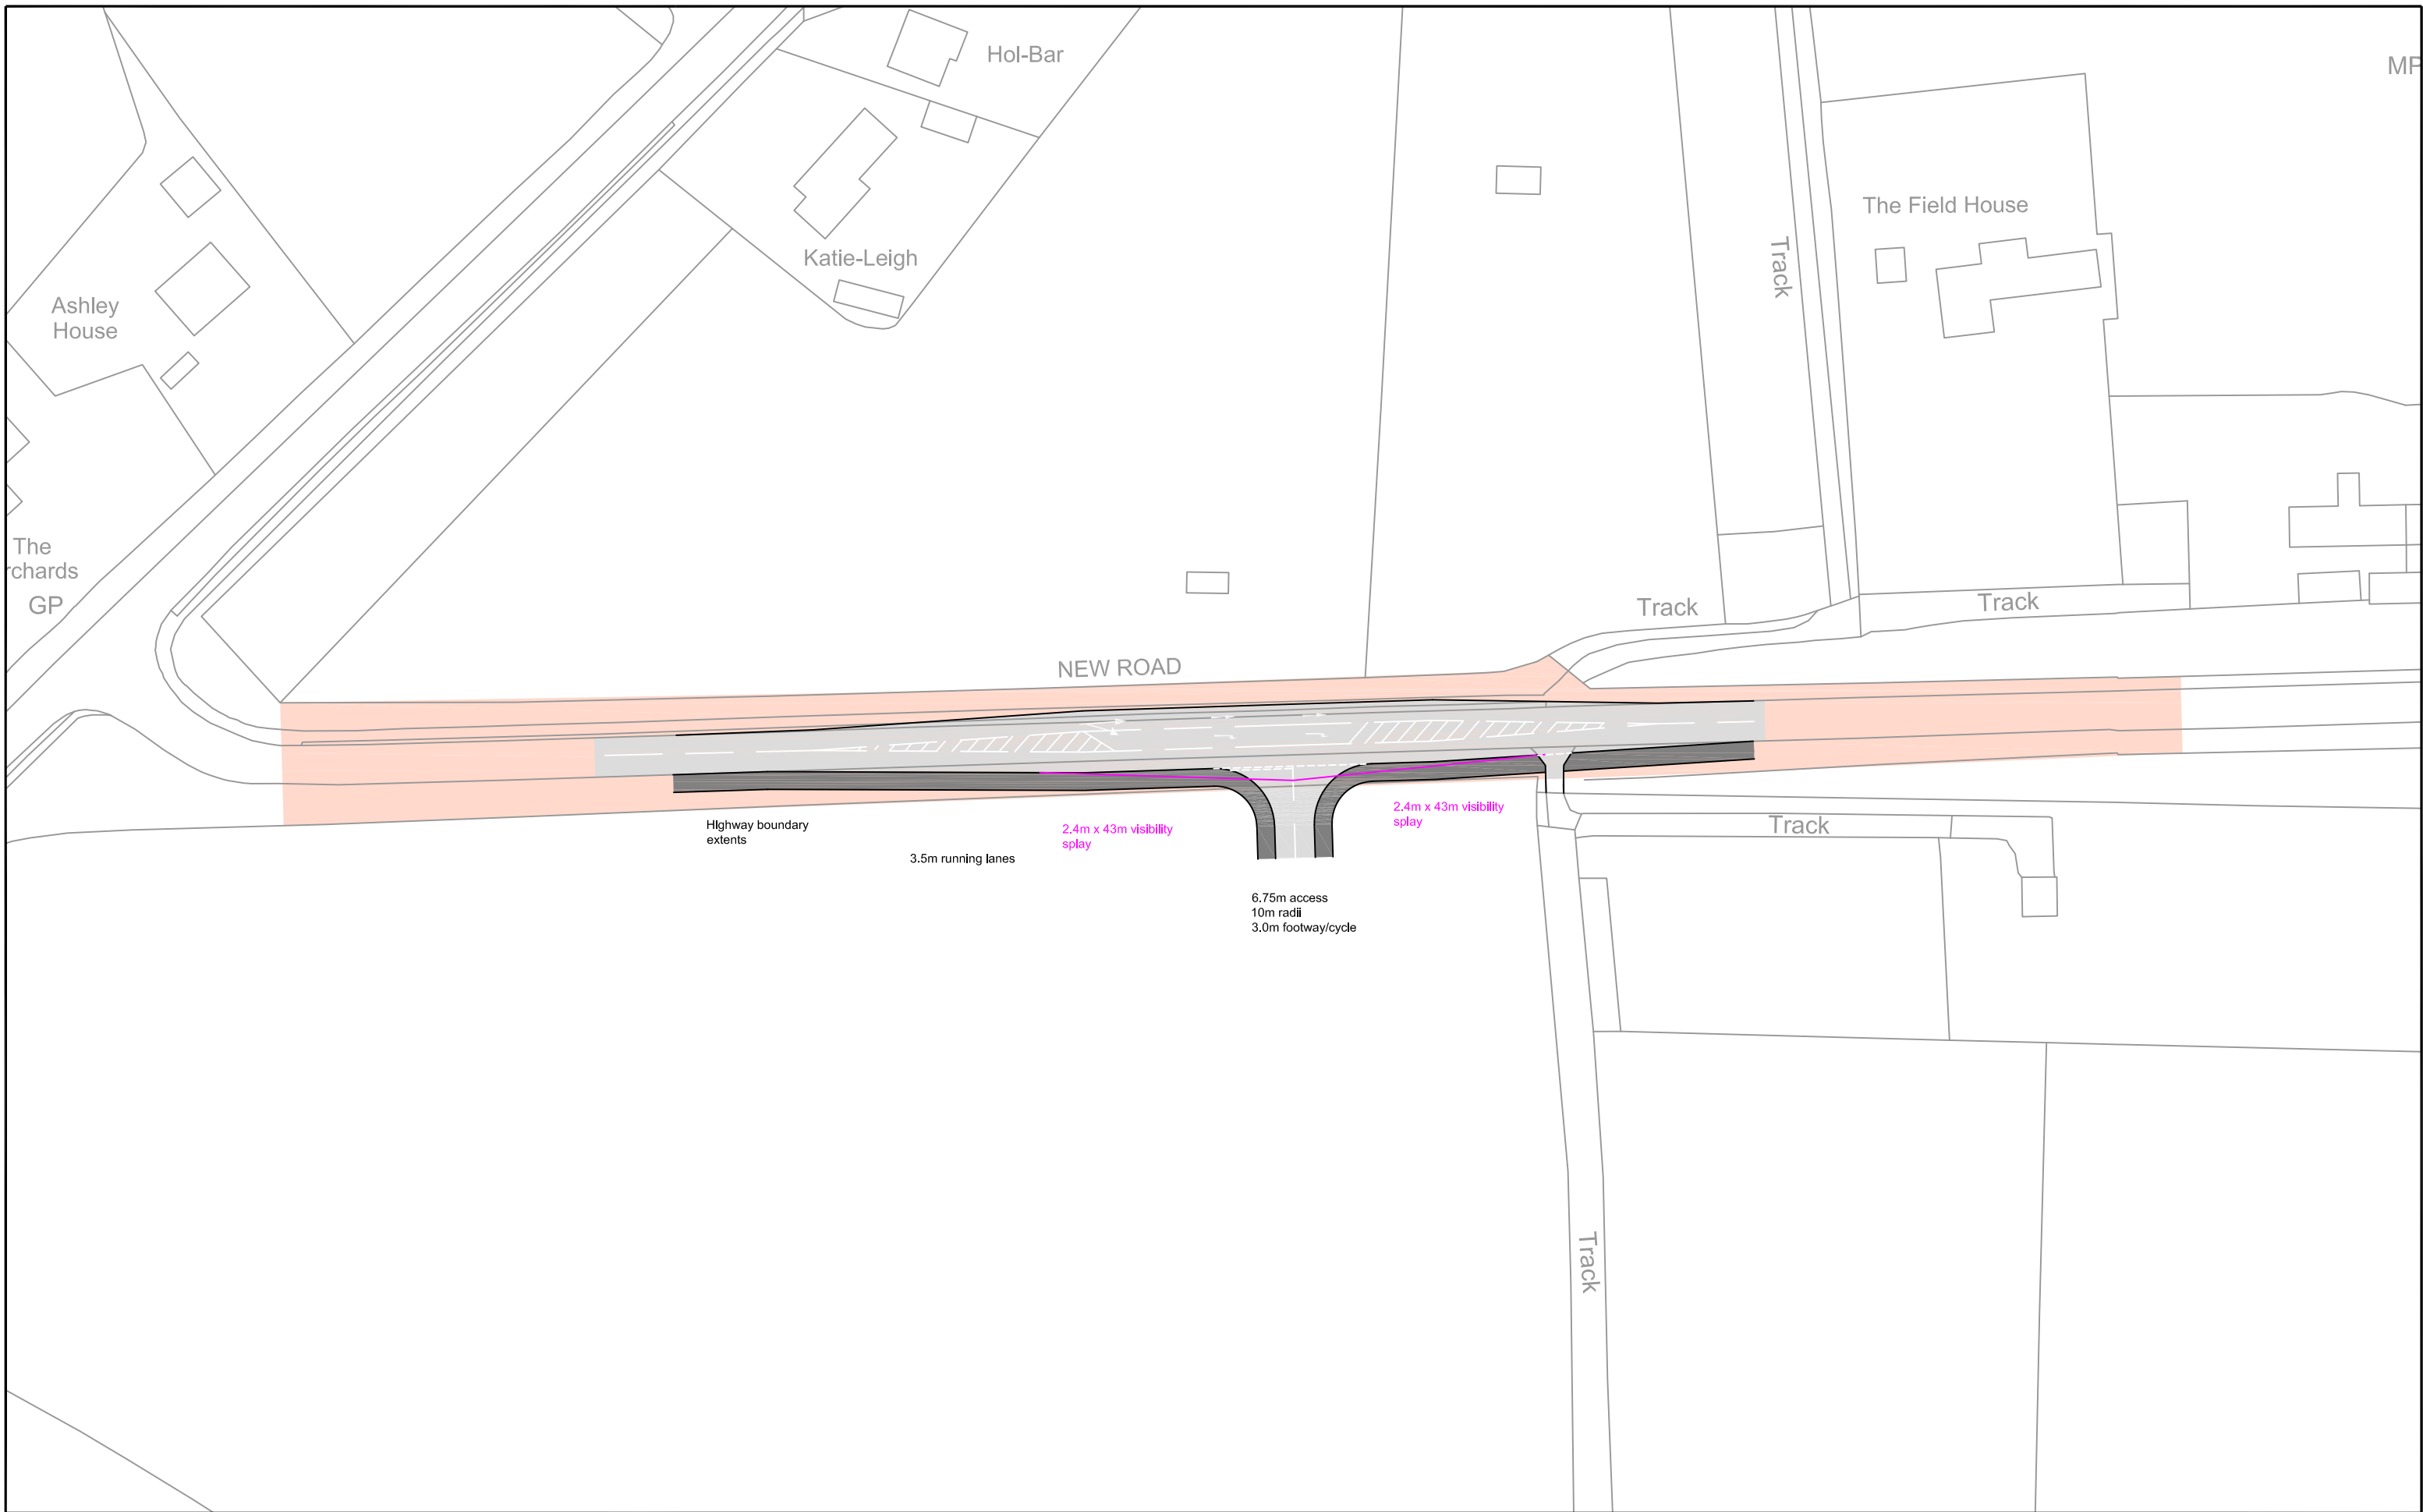 Hol-Bar
MP
The Field House
Katie-Leigh
Track
Ashley
House
The
rchards
GP
Track
Track
NEW ROAD
HIghway boundary
extents
2.4m x 43m visibility
splay
2.4m x 43m visibility
splay
Track
3.5m running lanes
6.75m access
10m radii
3.0m footway/cycle
Track